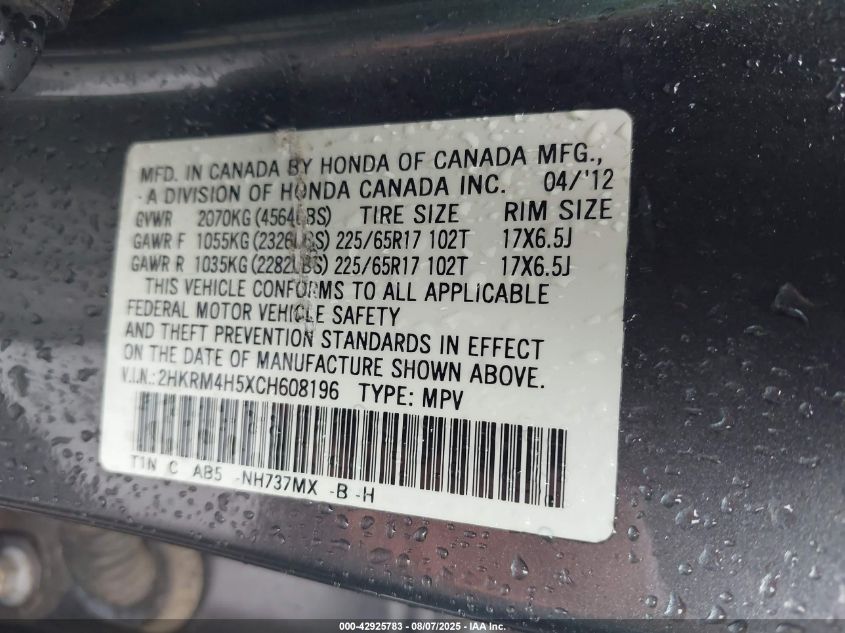 MFD. IN CANADA BY HONDA OF CANADA MFG.,
A DIVISION OF HONDA CANADA INC. 04/'12
GVWR 2070KG (4564LBS) TIRE SIZE RIM SIZE
GAWR F 1055KG (2326LBS) 225/65R17 102T 17X6.5J
GAWR R 1035KG (2282LBS) 225/65R17 102T 17X6.5J
THIS VEHICLE CONFORMS TO ALL APPLICABLE
FEDERAL MOTOR VEHICLE SAFETY
AND THEFT PREVENTION STANDARDS IN EFFECT
ON THE DATE OF MANUFACTURE SHOWN ABOVE.
V.I.N.: 2HKRM4H5XCH608196 TYPE: MPV
T1N C AB5 -NH737MX -B -H
000-42925783 - 08/07/2025 - IAA Inc.